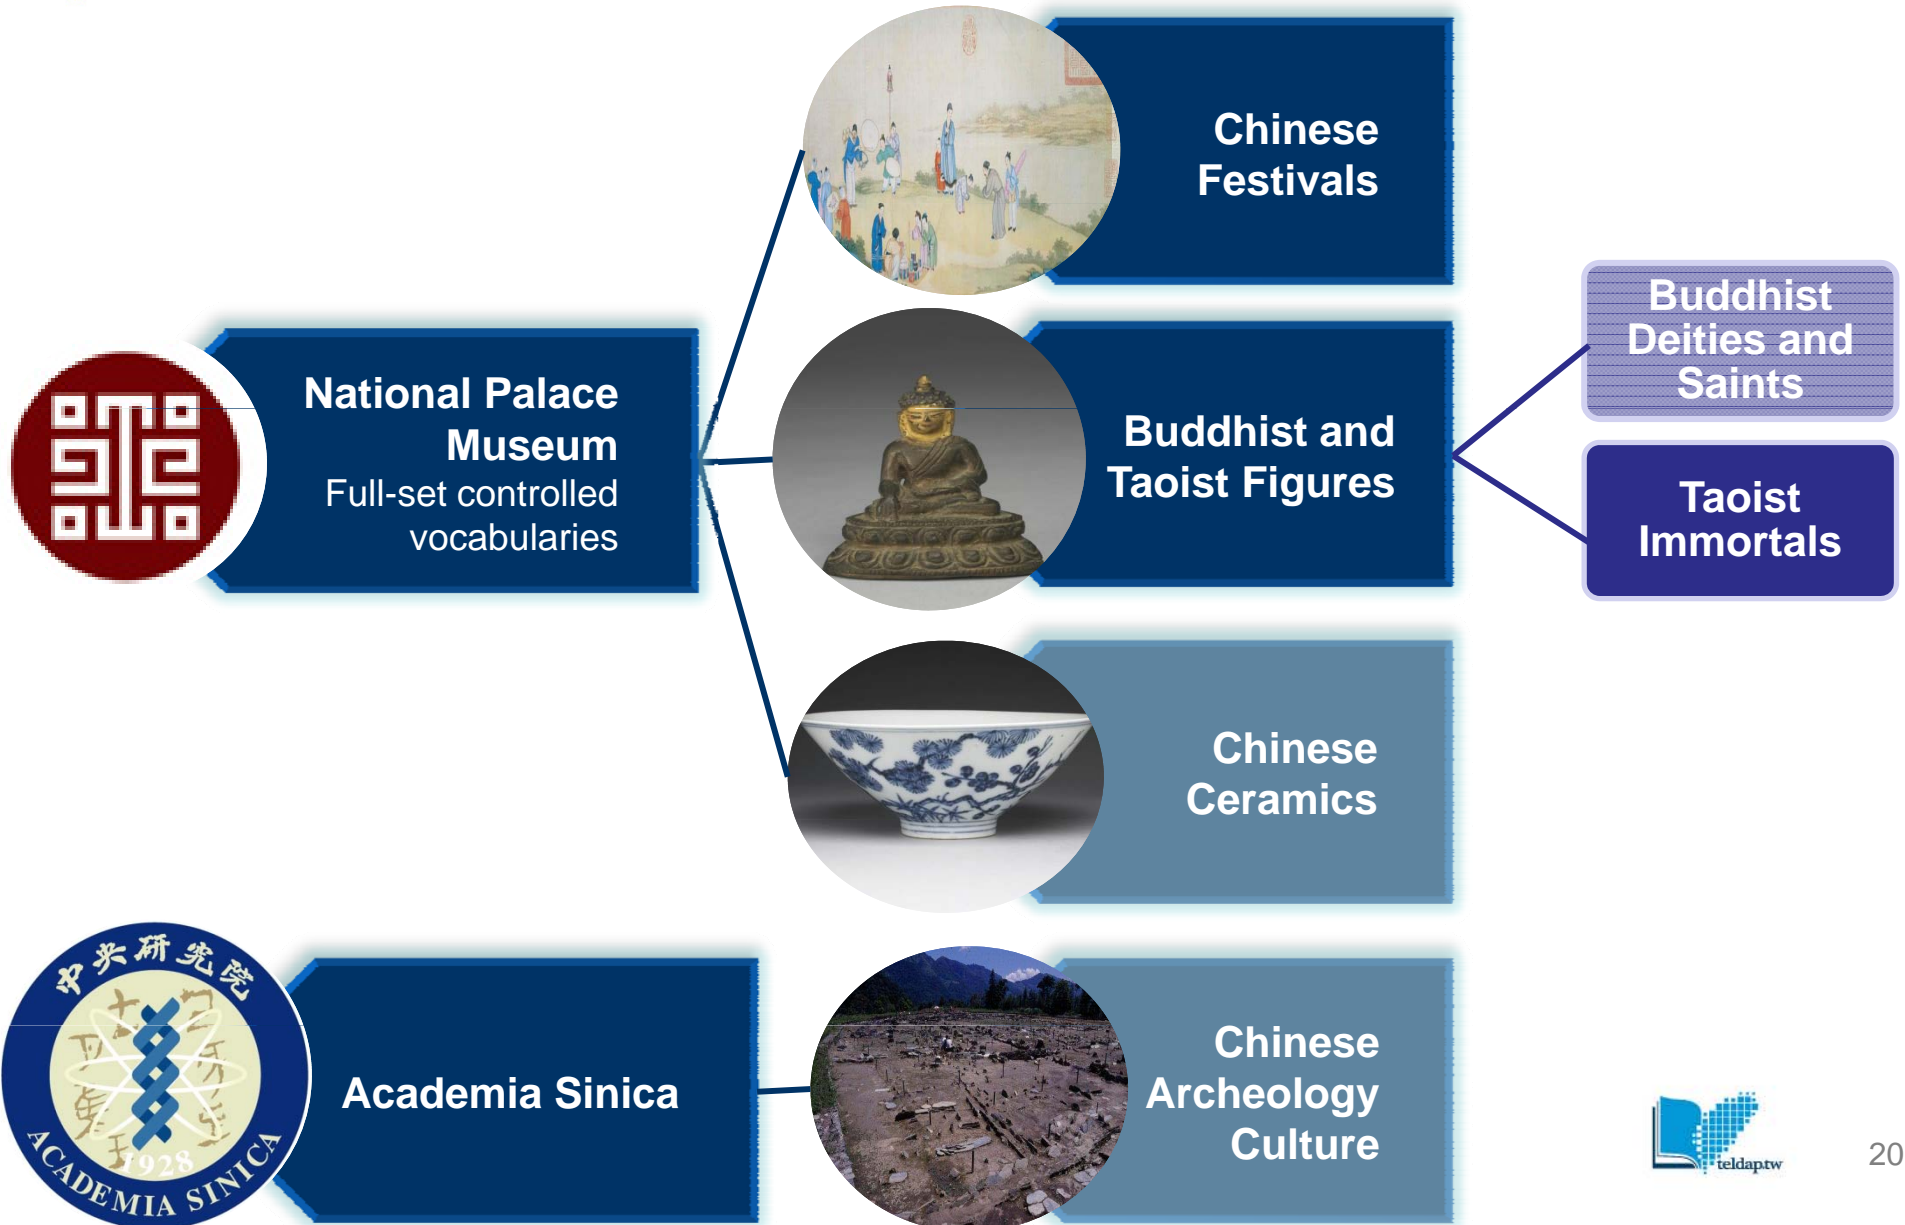 Chinese
Festivals
National Palace
Museum
Full-set controlled
vocabularies
Buddhist and
Taoist Figures
Buddhist
Deities and
Saints
Taoist
Immortals
Chinese
Ceramics
中央研究院
1928
ACADEMIA SINICA
Academia Sinica
Chinese
Archeology
Culture
teldap.tw
20